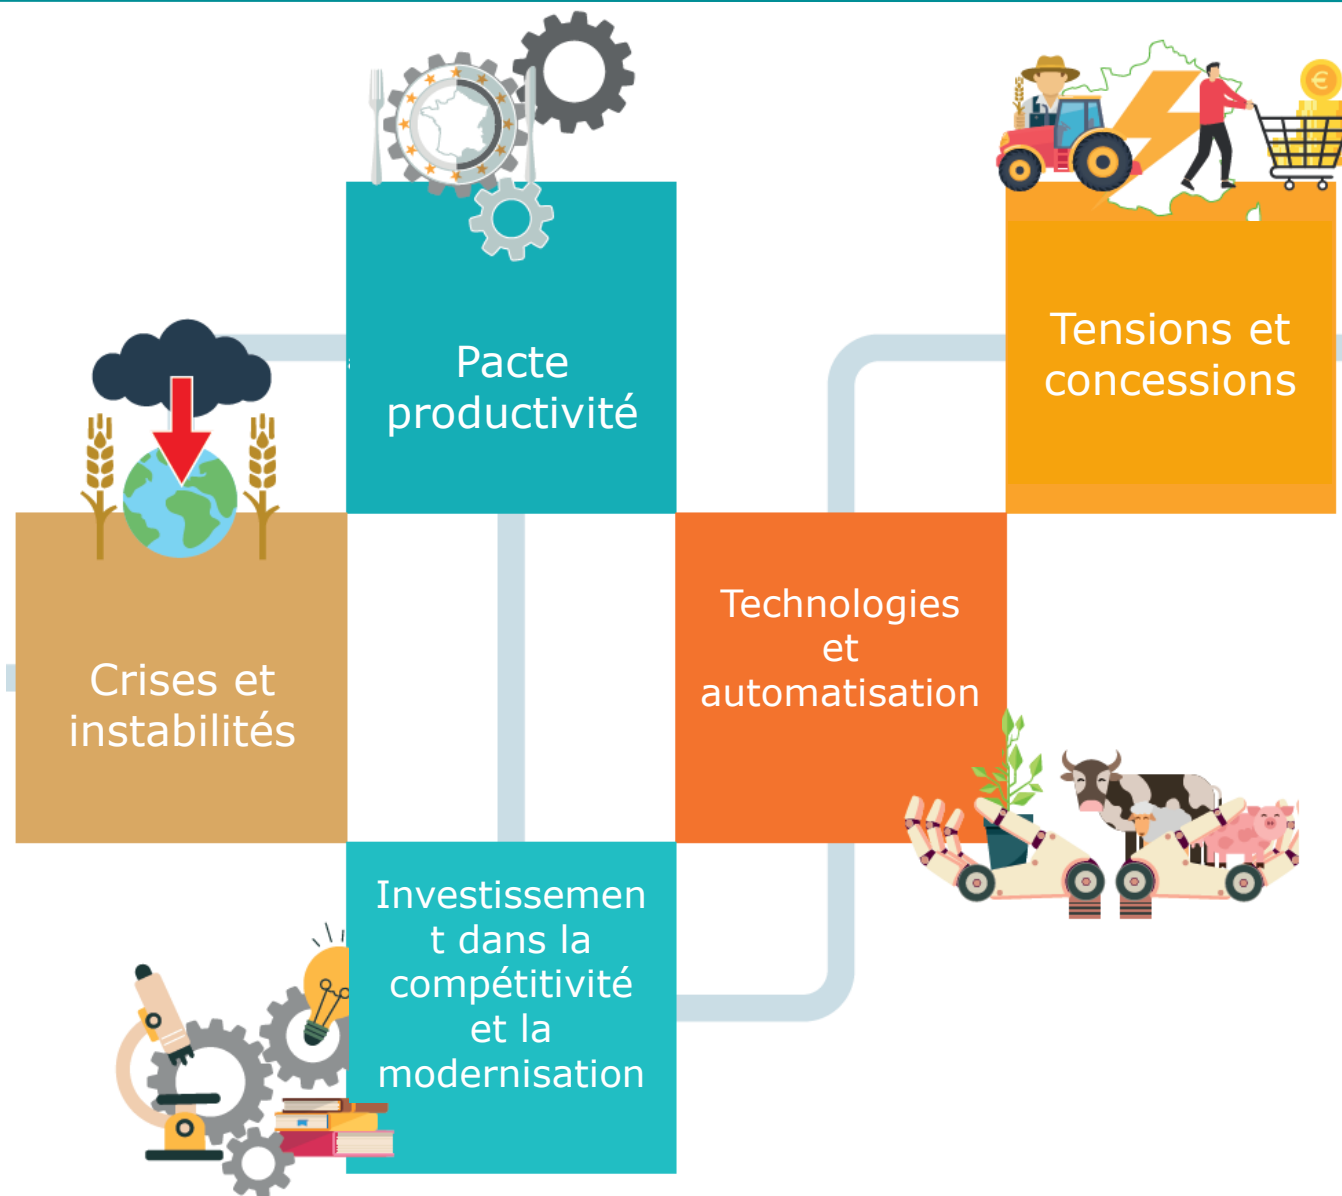 Crises et
instabilités
Pacte
productivité
Investissemen
t dans la
compétitivité
et la
modernisation
Technologies
et
automatisation
Tensions et
concessions
€